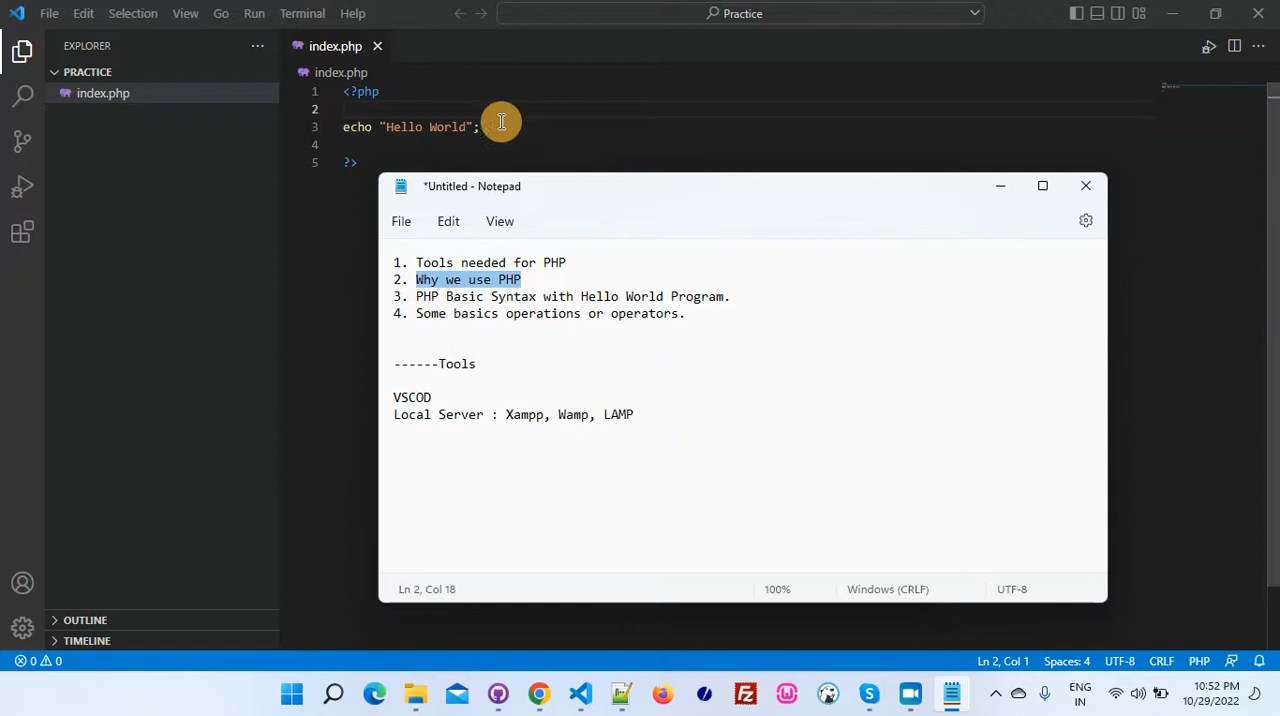 File Edit Selection View Go Run Terminal Help
Practice
EXPLORER
index.php
PRACTICE
index.php
index.php
1 <?php
2
3 echo "Hello World";
4
5 ?>
*Untitled - Notepad
File Edit View
1. Tools needed for PHP
2. Why we use PHP
3. PHP Basic Syntax with Hello World Program.
4. Some basics operations or operators.
------Tools
VSCOD
Local Server : Xampp, Wamp, LAMP
Ln 2, Col 18 100% Windows (CRLF) UTF-8
OUTLINE
TIMELINE
0 0 Ln 2, Col 1 Spaces: 4 UTF-8 CRLF PHP
ENG
IN
10:52 PM
10/29/2022